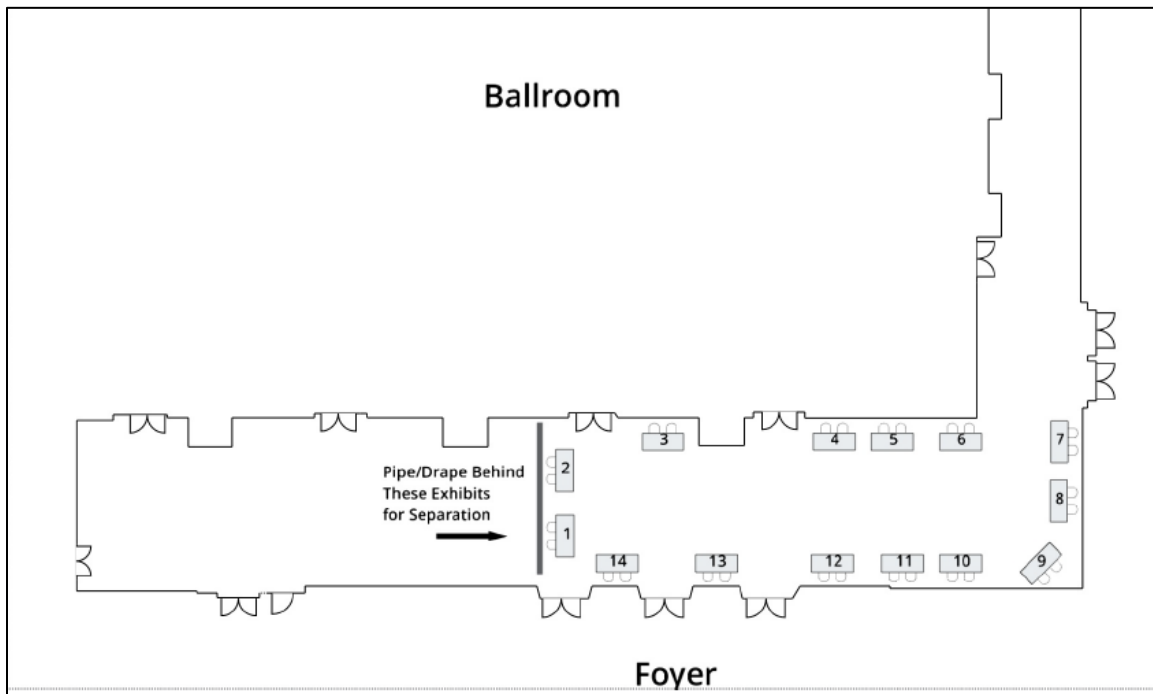 Ballroom
3
4
5
6
7
Pipe/Drape Behind
These Exhibits
for Separation
2
8
1
14
13
12
11
10
9
Foyer